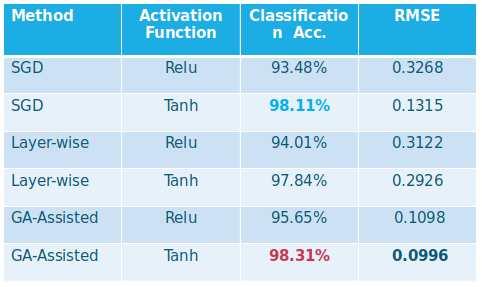 Method Activation Function Classificatio n Acc. RMSE
SGD Relu 93.48% 0.3268
SGD Tanh 98.11% 0.1315
Layer-wise Relu 94.01% 0.3122
Layer-wise Tanh 97.84% 0.2926
GA-Assisted Relu 95.65% 0.1098
GA-Assisted Tanh 98.31% 0.0996